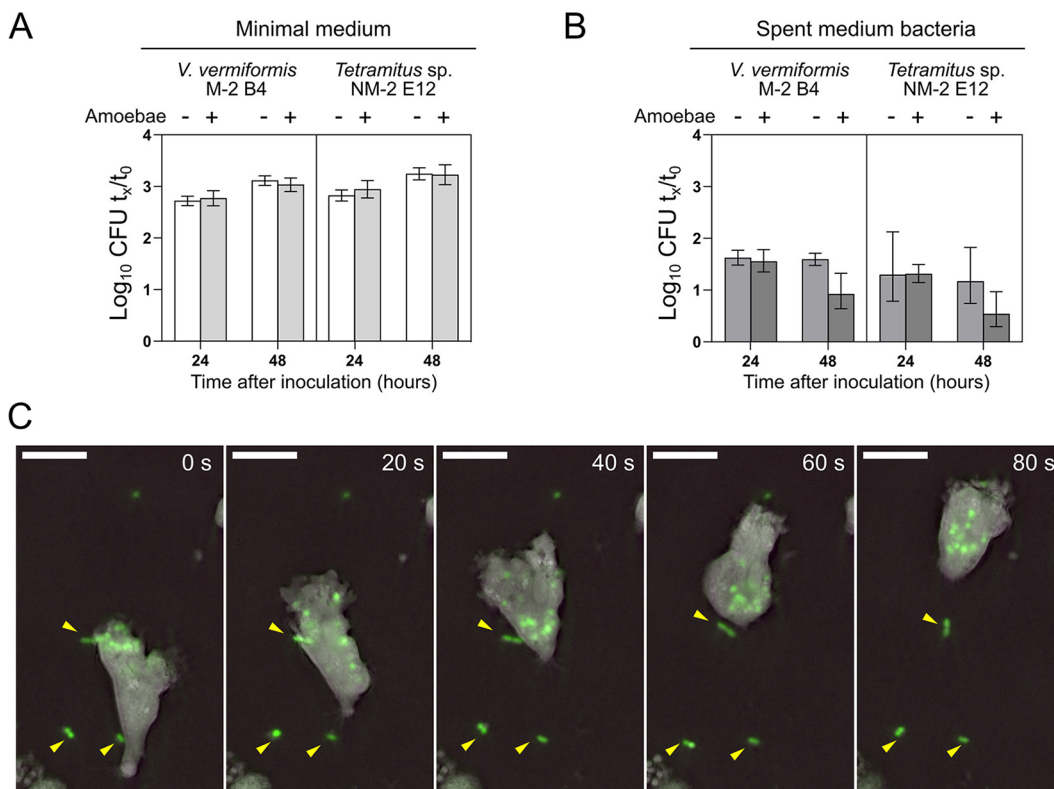 A
Minimal medium
V. vermiformis
M-2 B4
Tetramitus sp.
NM-2 E12
Amoebae - + - + - + - +
Log10 CFU tx/t0
4
3
2
1
0
24 48 24 48
Time after inoculation (hours)
B
Spent medium bacteria
V. vermiformis
M-2 B4
Tetramitus sp.
NM-2 E12
Amoebae - + - + - + - +
Log10 CFU tx/t0
4
3
2
1
0
24 48 24 48
Time after inoculation (hours)
C
0 s 20 s 40 s 60 s 80 s